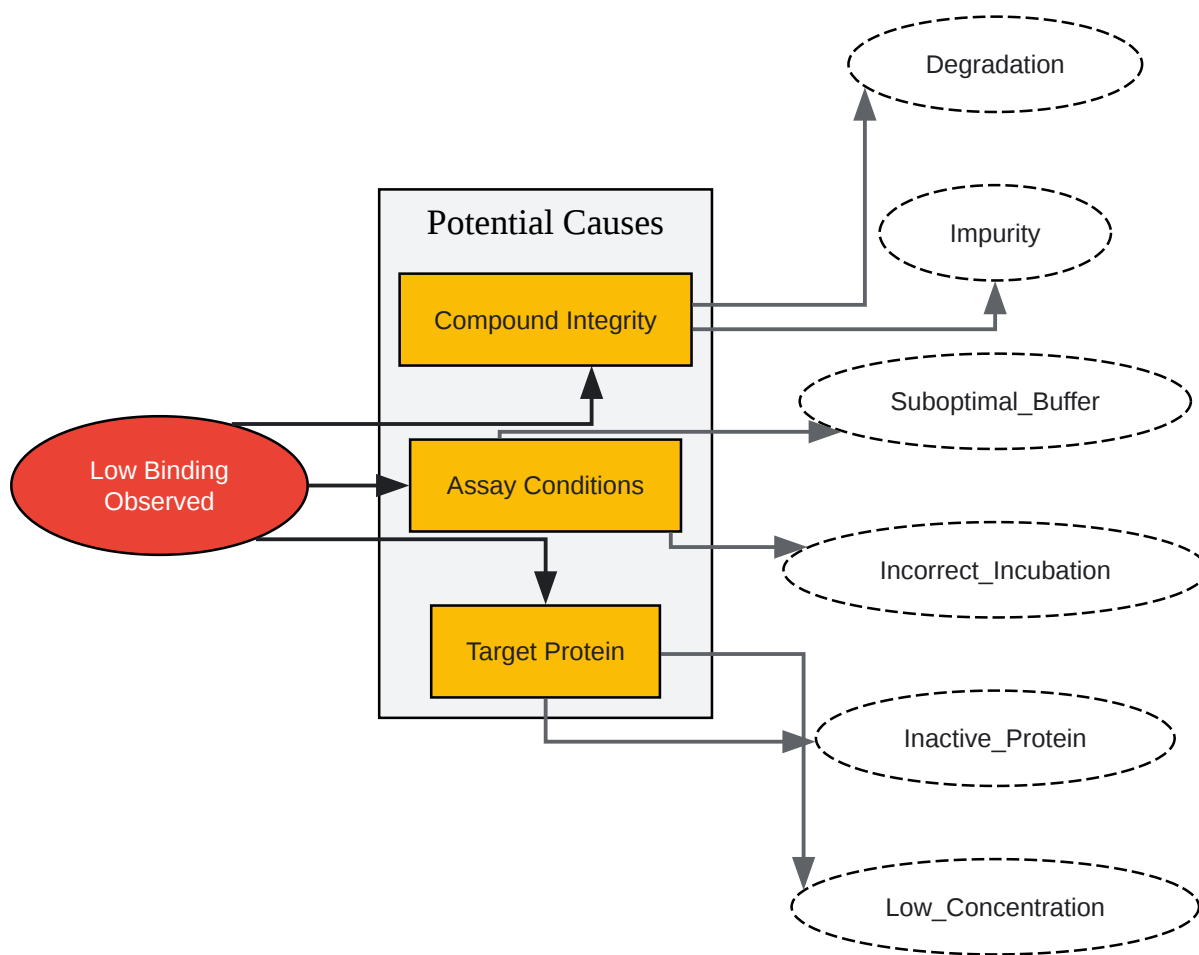 Degradation
Impurity
Potential Causes
Compound Integrity
Suboptimal_Buffer
Low Binding
Observed
Assay Conditions
Incorrect_Incubation
Target Protein
Inactive_Protein
Low_Concentration